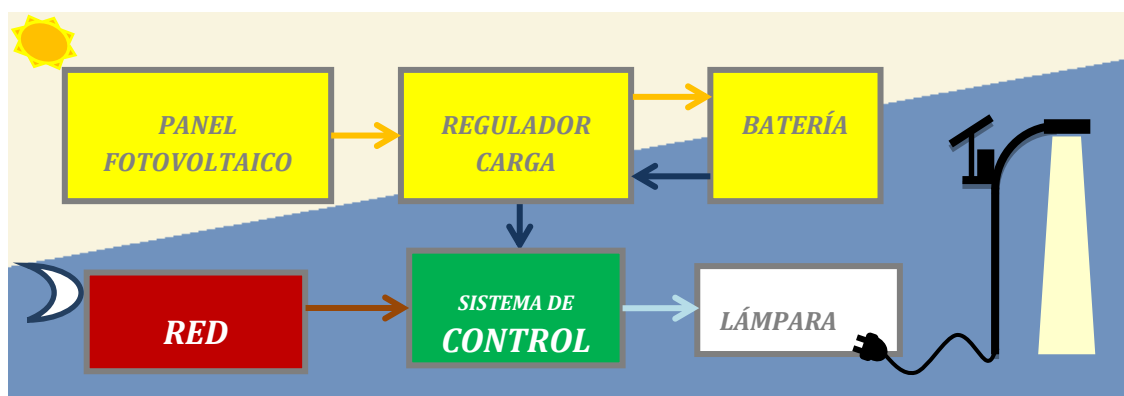 PANEL
FOTOVOLTAICO
REGULADOR
CARGA
BATERÍA
RED
SISTEMA DE
CONTROL
LÁMPARA